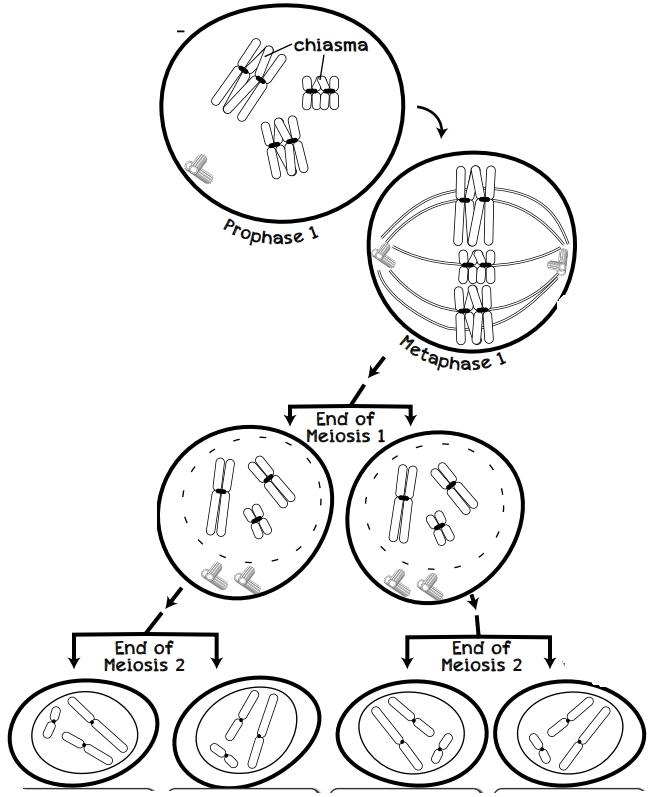 chiasma
Prophase 1
Metaphase 1
End of
Meiosis 1
End of
Meiosis 2
End of
Meiosis 2